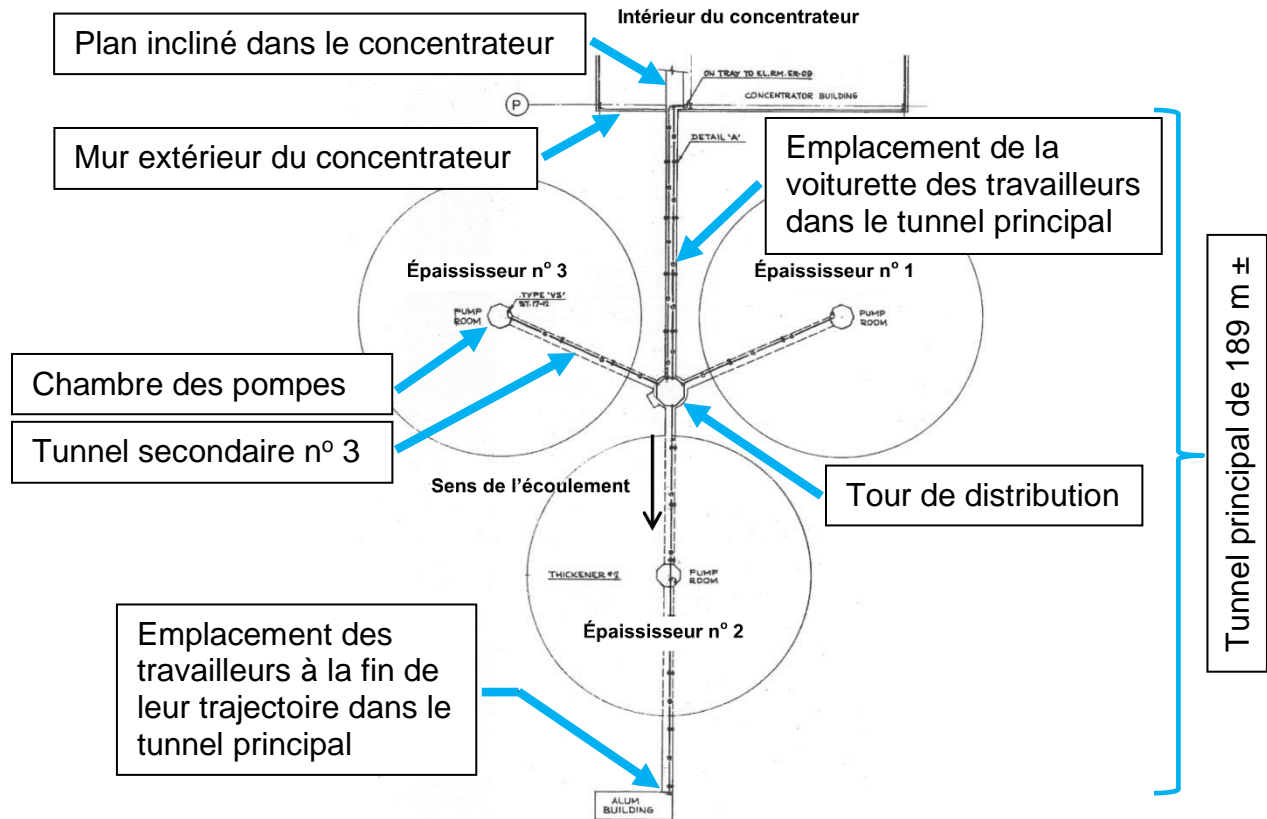 Intérieur du concentrateur
Plan incliné dans le concentrateur
ON TRAY TO EL. RM. ER-09
CONCENTRATOR BUILDING
P
Mur extérieur du concentrateur
DETAIL 'A'
Emplacement de la
voiturette des travailleurs
dans le tunnel principal
Épaississeur nº 3
Épaississeur nº 1
TYPE 'VS'
ST. 17-12
PUMP
ROOM
PUMP
ROOM
Chambre des pompes
Tunnel secondaire nº 3
Sens de l'écoulement
Tour de distribution
Tunnel principal de 189 m ±
THICKENER #2
PUMP
ROOM
Épaississeur nº 2
Emplacement des
travailleurs à la fin de
leur trajectoire dans le
tunnel principal
ALUM
BUILDING